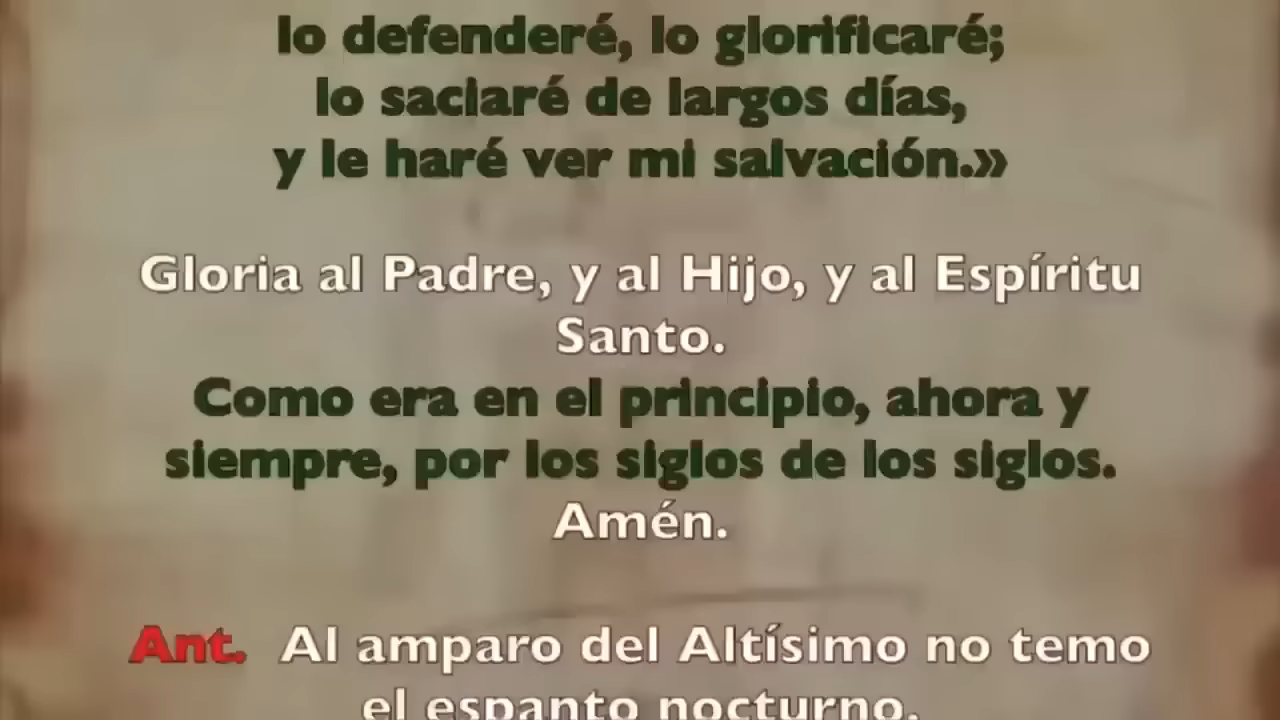 lo defenderé, lo glorificaré;
lo saciaré de largos días,
y le haré ver mi salvación.»
Gloria al Padre, y al Hijo, y al Espíritu
Santo.
Como era en el principio, ahora y
siempre, por los siglos de los siglos.
Amén.
Ant. Al amparo del Altísimo no temo
el espanto nocturno.